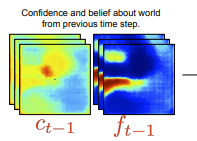 Confidence and belief about world
from previous time step.
c_{t−1} f_{t−1}